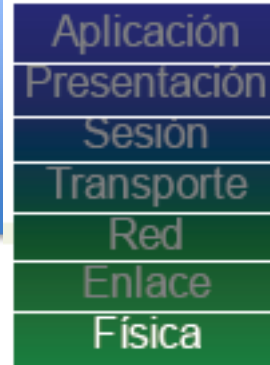 Aplicación
Presentación
Sesión
Transporte
Red
Enlace
Física